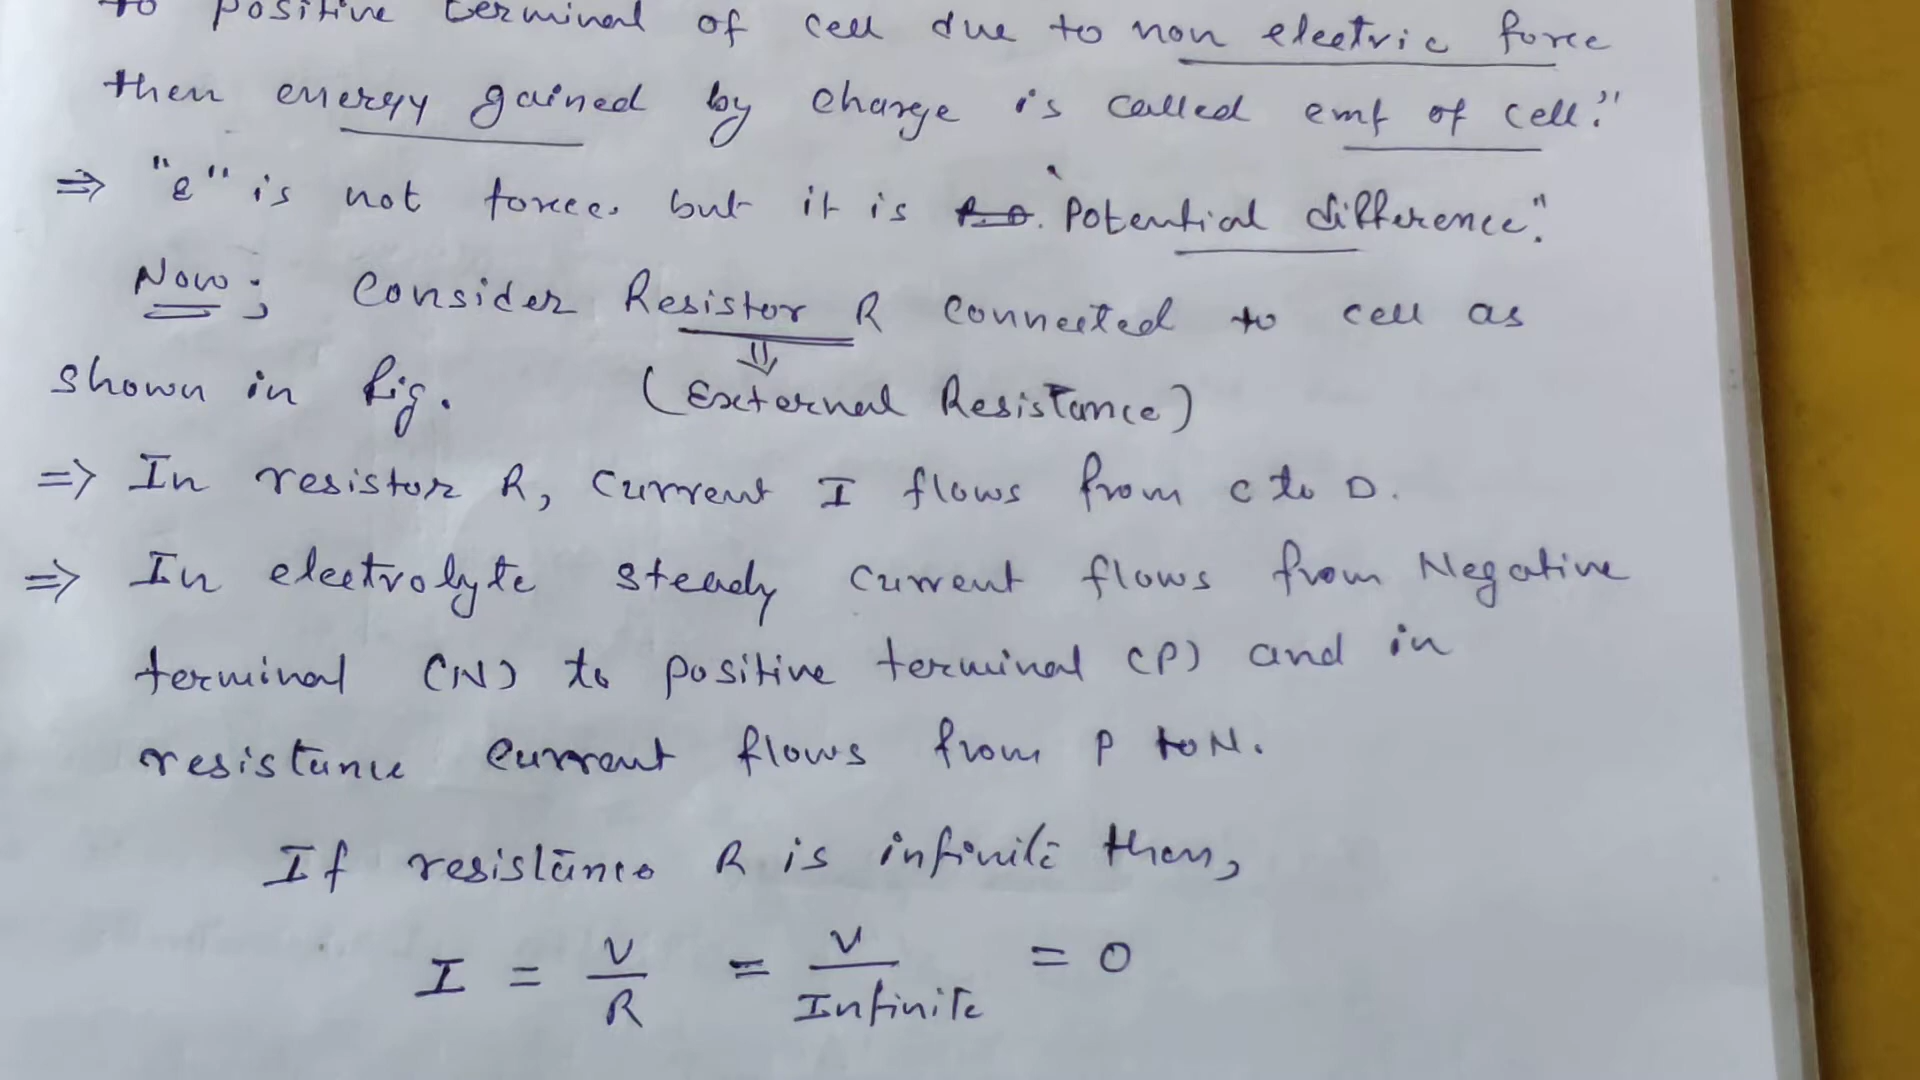 to positive terminal of cell due to non electric force
then energy gained by charge is called emf of cell."
⇒ "ε" is not force, but it is "Potential difference".
Now; Consider Resistor R connected to cell as
⇓
shown in fig. (External Resistance)
⇒ In resistor R, current I flows from C to D.
⇒ In electrolyte steady current flows from Negative
terminal (N) to positive terminal (P) and in
resistance current flows from P to N.
If resistance R is infinite then,
I = V/R = V/Infinite = 0